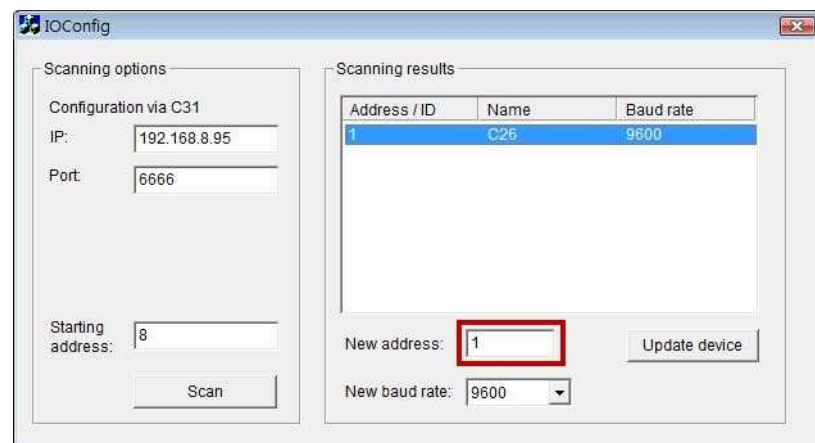 IOConfig
Scanning options
Configuration via C31
IP: 192.168.8.95
Port: 6666
Starting address: 8
Scan
Scanning results
Address / ID Name Baud rate
1 C26 9600
New address: 1
Update device
New baud rate: 9600